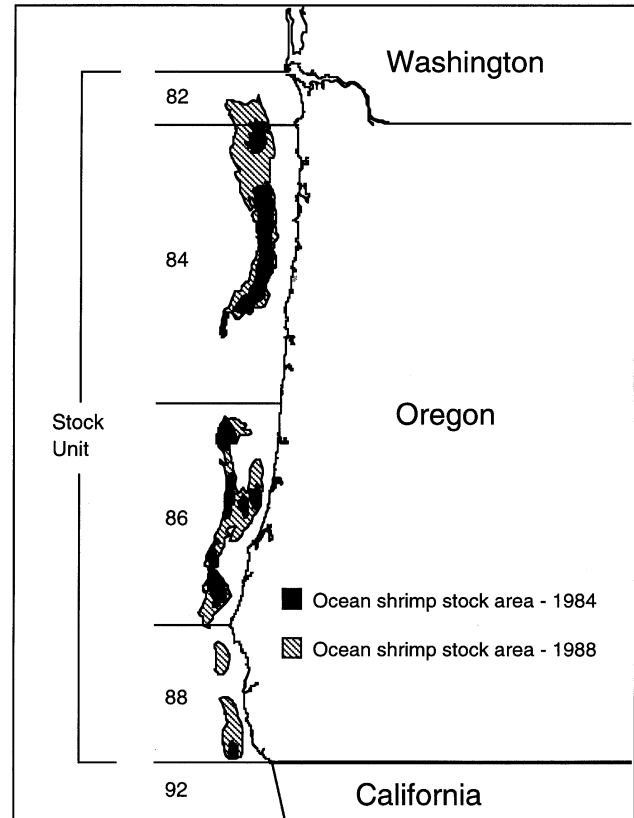 Washington
82
84
Stock
Unit
Oregon
86
Ocean shrimp stock area - 1984
Ocean shrimp stock area - 1988
88
92
California